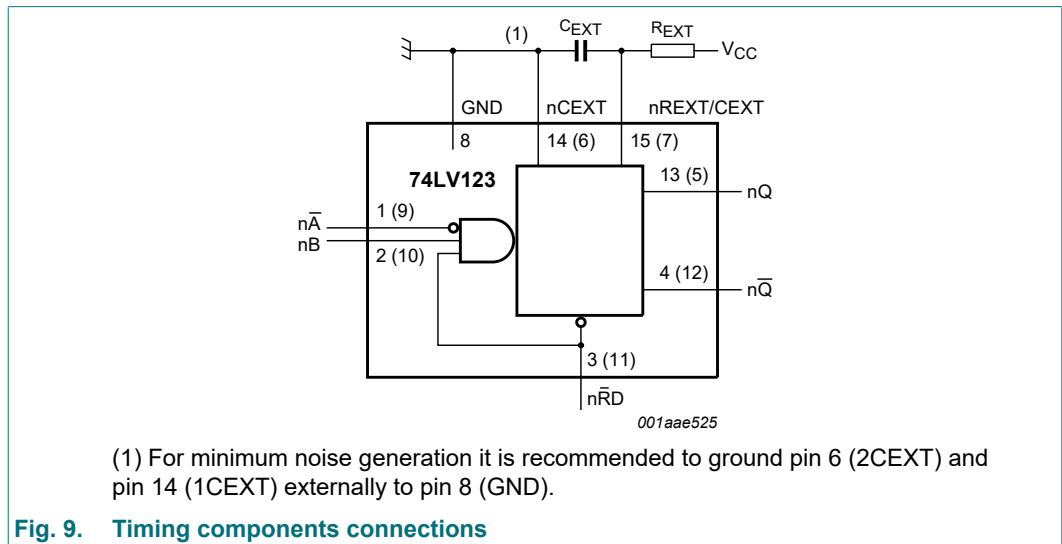 (1)
CEXT
REXT
VCC
GND
nCEXT
nREXT/CEXT
8
14 (6)
15 (7)
74LV123
13 (5)
nQ
nA̅
1 (9)
nB
2 (10)
4 (12)
nQ̅
3 (11)
nR̅D
001aae525
(1) For minimum noise generation it is recommended to ground pin 6 (2CEXT) and
pin 14 (1CEXT) externally to pin 8 (GND).
Fig. 9. Timing components connections